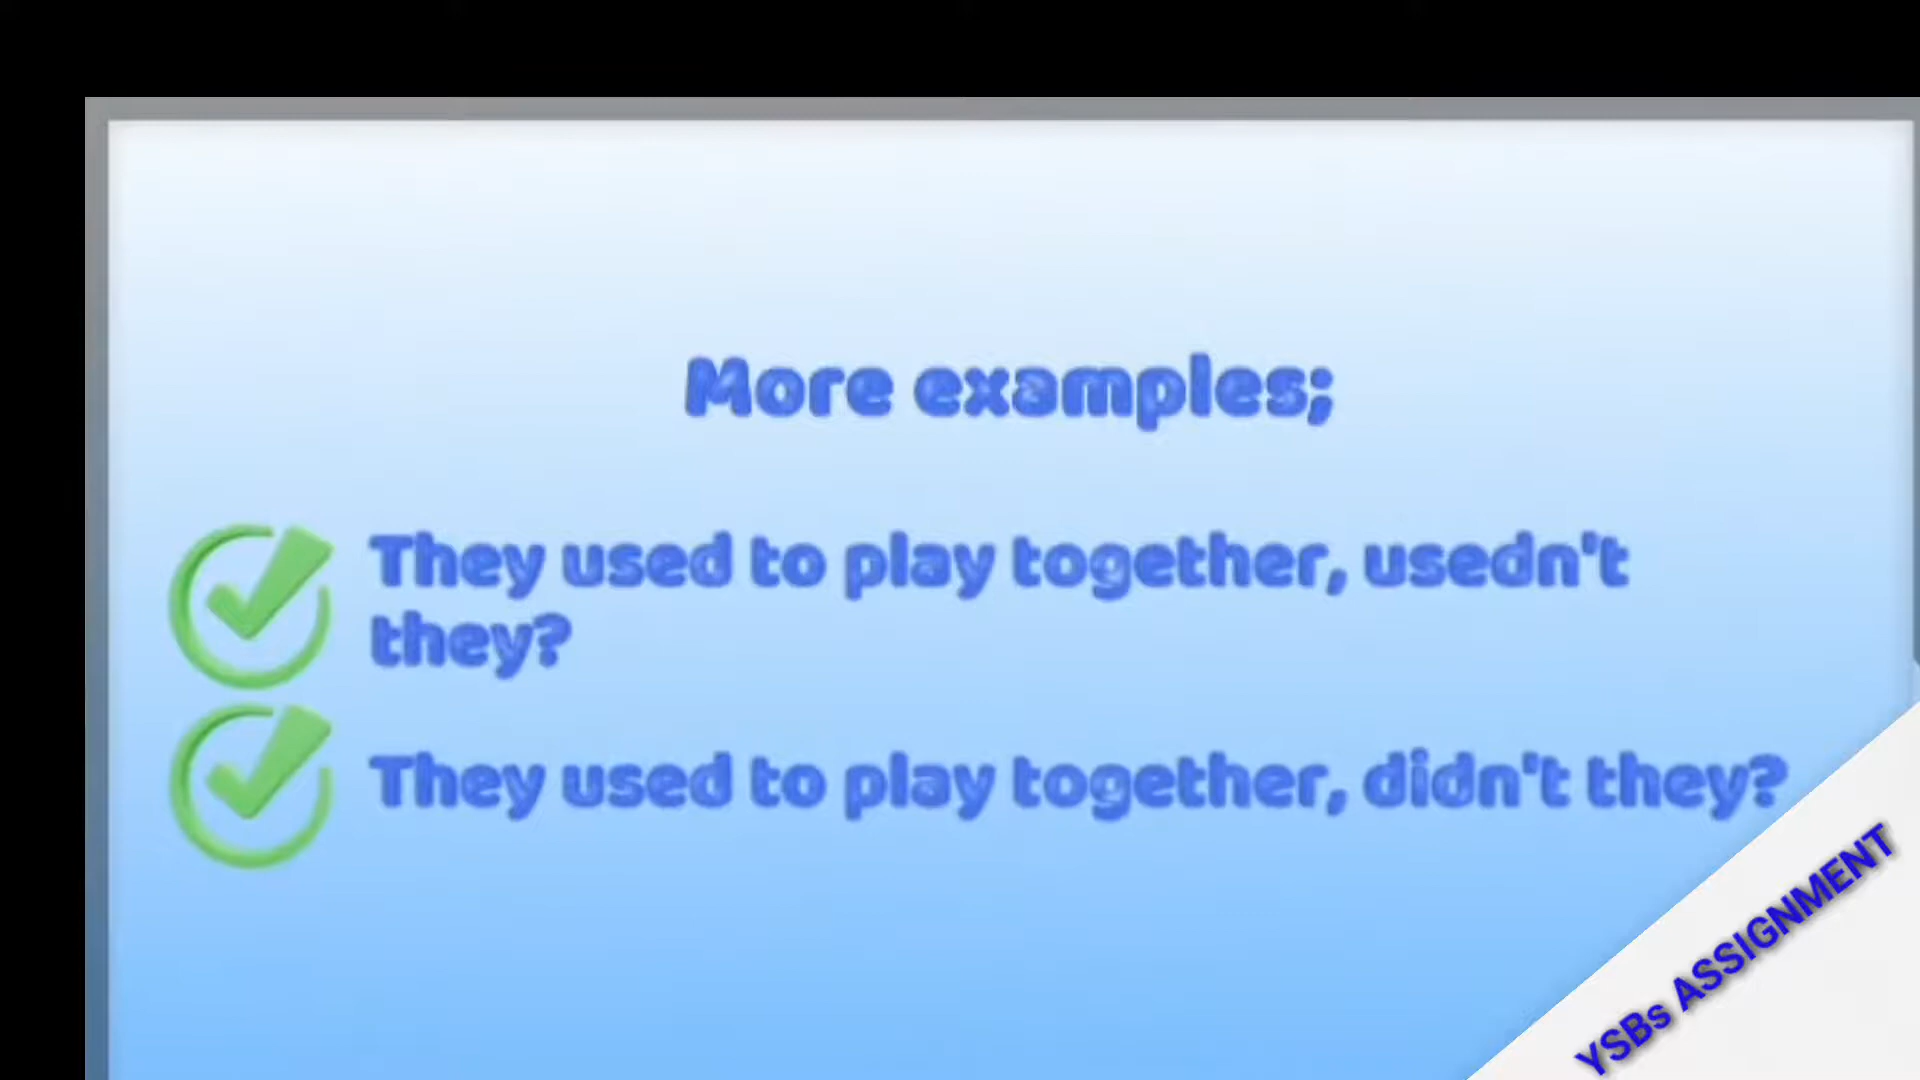 More examples;
They used to play together, usedn't
they?
They used to play together, didn't they?
YSBs ASSIGNMENT